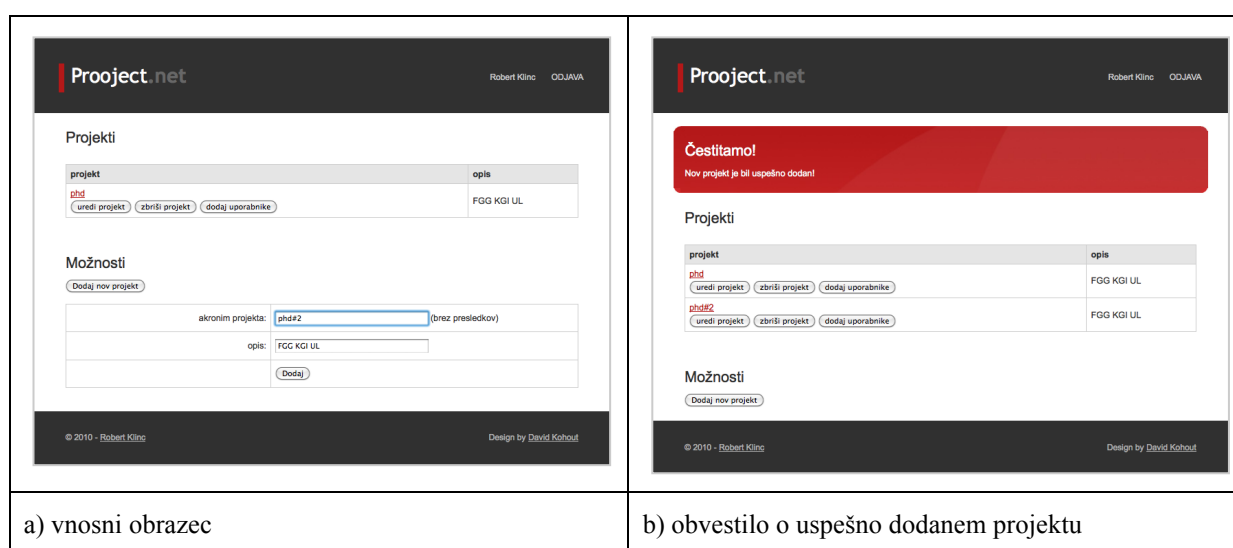 Prooject.net
Robert Klinc ODJAVA
Projekti
projekt opis
phd
uredi projekt zbriši projekt dodaj uporabnike
FGG KGI UL
Možnosti
Dodaj nov projekt
akronim projekta: phd#2 (brez presledkov)
opis: FGG KGI UL
Dodaj
© 2010 - Robert Klinc Design by David Kohout
a) vnosni obrazec
Prooject.net
Robert Klinc ODJAVA
Čestitamo!
Nov projekt je bil uspešno dodan!
Projekti
projekt opis
phd
uredi projekt zbriši projekt dodaj uporabnike
FGG KGI UL
phd#2
uredi projekt zbriši projekt dodaj uporabnike
FGG KGI UL
Možnosti
Dodaj nov projekt
© 2010 - Robert Klinc Design by David Kohout
b) obvestilo o uspešno dodanem projektu